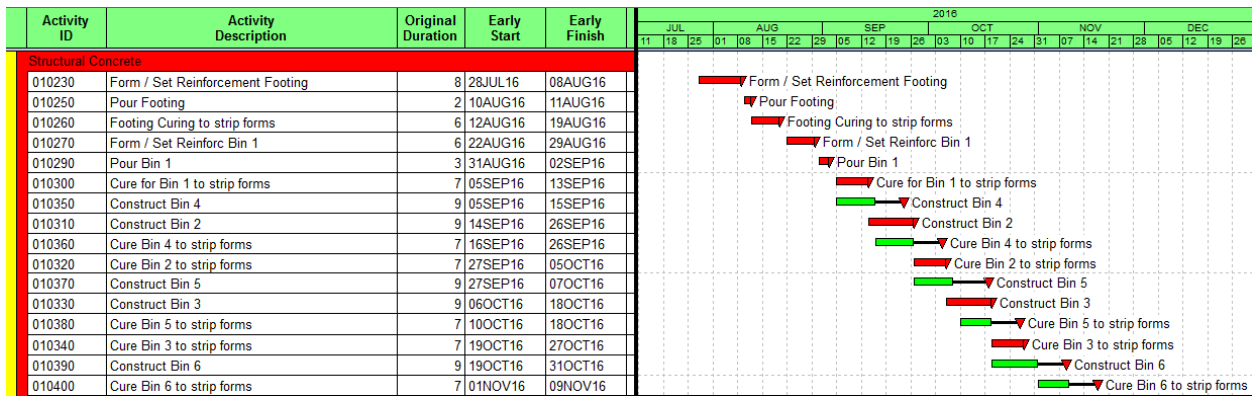 Activity ID Activity Description Original Duration Early Start Early Finish 2016
JUL AUG SEP OCT NOV DEC
11 18 25 01 08 15 22 29 05 12 19 26 03 10 17 24 31 07 14 21 28 05 12 19 26
Structural Concrete
010230 Form / Set Reinforcement Footing 8 28JUL16 08AUG16 Form / Set Reinforcement Footing
010250 Pour Footing 2 10AUG16 11AUG16 Pour Footing
010260 Footing Curing to strip forms 6 12AUG16 19AUG16 Footing Curing to strip forms
010270 Form / Set Reinforc Bin 1 6 22AUG16 29AUG16 Form / Set Reinforc Bin 1
010290 Pour Bin 1 3 31AUG16 02SEP16 Pour Bin 1
010300 Cure for Bin 1 to strip forms 7 05SEP16 13SEP16 Cure for Bin 1 to strip forms
010350 Construct Bin 4 9 05SEP16 15SEP16 Construct Bin 4
010310 Construct Bin 2 9 14SEP16 26SEP16 Construct Bin 2
010360 Cure Bin 4 to strip forms 7 16SEP16 26SEP16 Cure Bin 4 to strip forms
010320 Cure Bin 2 to strip forms 7 27SEP16 05OCT16 Cure Bin 2 to strip forms
010370 Construct Bin 5 9 27SEP16 07OCT16 Construct Bin 5
010330 Construct Bin 3 9 06OCT16 18OCT16 Construct Bin 3
010380 Cure Bin 5 to strip forms 7 10OCT16 18OCT16 Cure Bin 5 to strip forms
010340 Cure Bin 3 to strip forms 7 19OCT16 27OCT16 Cure Bin 3 to strip forms
010390 Construct Bin 6 9 19OCT16 31OCT16 Construct Bin 6
010400 Cure Bin 6 to strip forms 7 01NOV16 09NOV16 Cure Bin 6 to strip forms